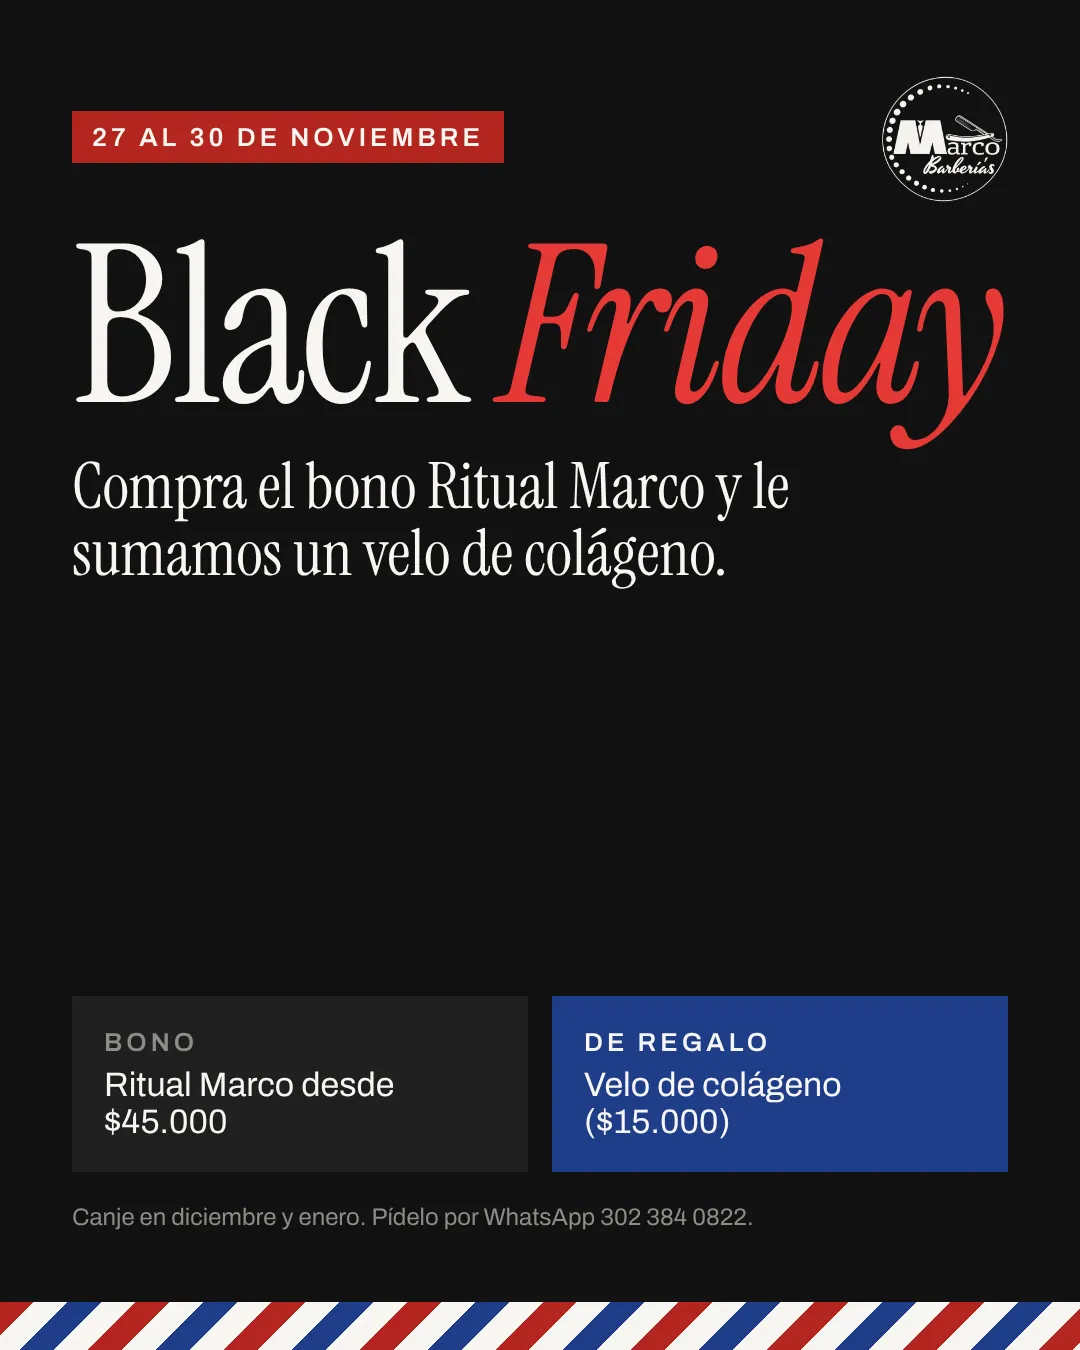 27 AL 30 DE NOVIEMBRE
Marco
Barberías
Black Friday
Compra el bono Ritual Marco y le
sumamos un velo de colágeno.
BONO
Ritual Marco desde
$45.000
DE REGALO
Velo de colágeno
($15.000)
Canje en diciembre y enero. Pídelo por WhatsApp 302 384 0822.